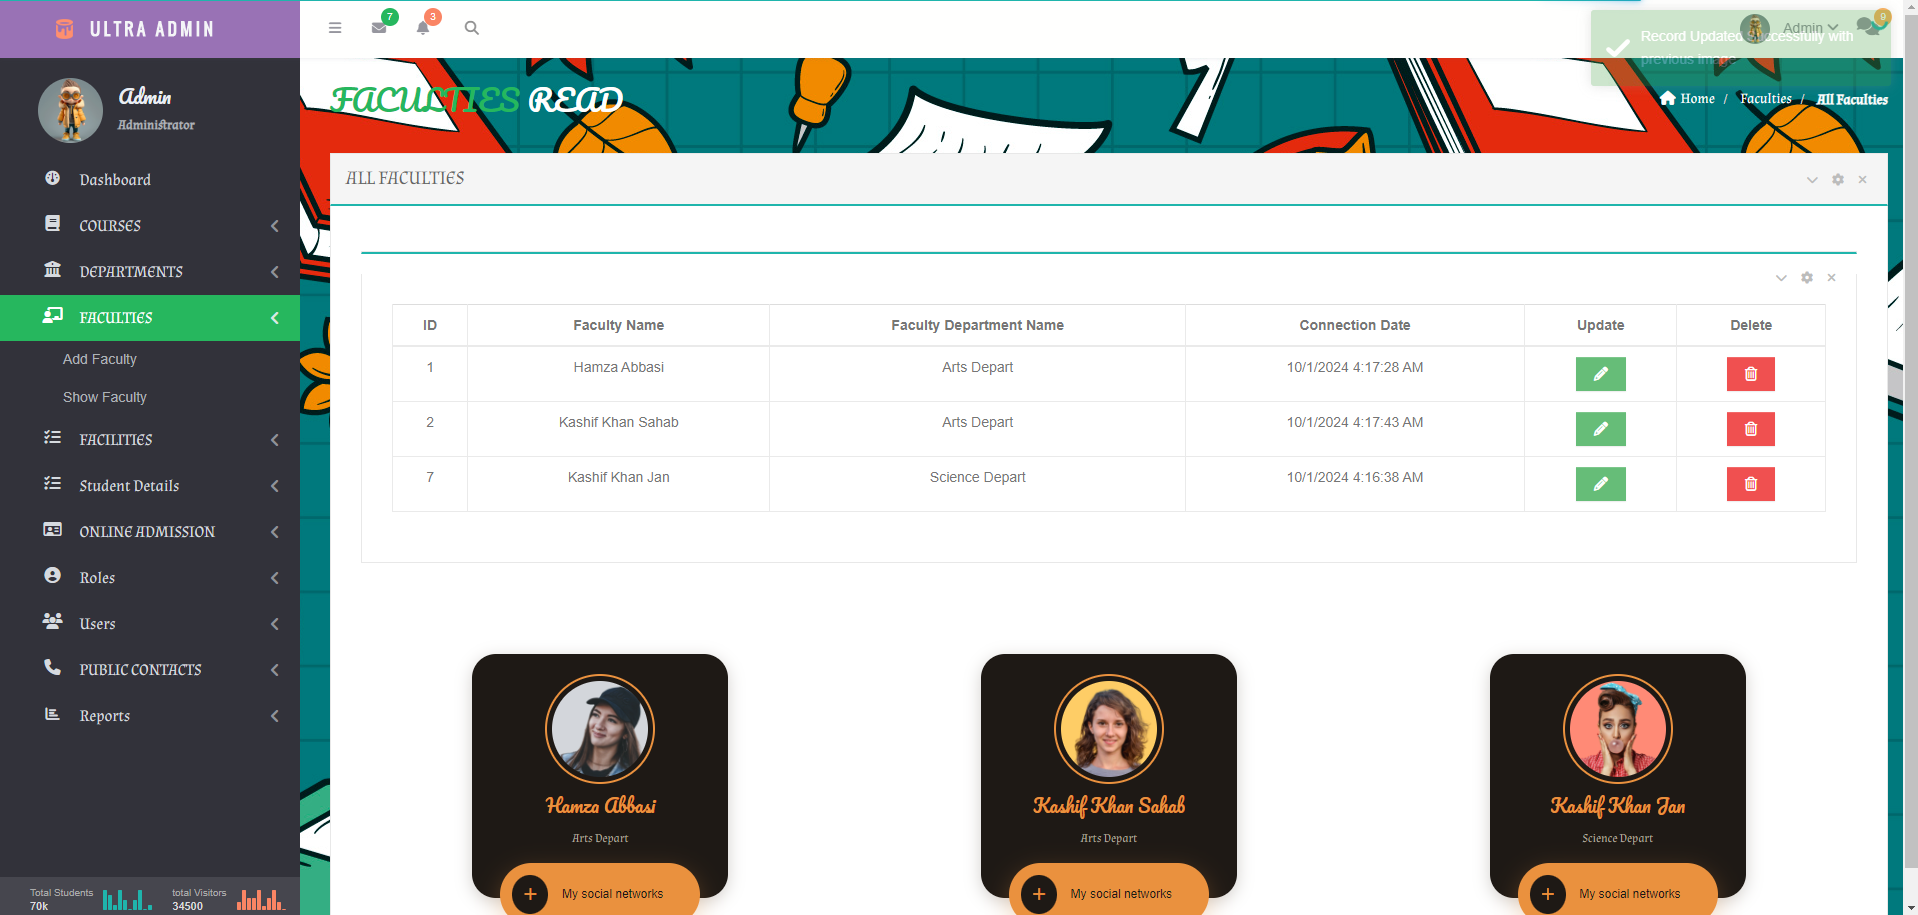 ULTRA ADMIN
7
3
Admin
9
Record Updated Successfully with
previous image
Admin
Administrator
FACULTIES READ
Home / Faculties / All Faculties
Dashboard
COURSES
DEPARTMENTS
FACULTIES
Add Faculty
Show Faculty
FACILITIES
Student Details
ONLINE ADMISSION
Roles
Users
PUBLIC CONTACTS
Reports
Total Students
70k
total Visitors
34500
ALL FACULTIES
ID Faculty Name Faculty Department Name Connection Date Update Delete
1 Hamza Abbasi Arts Depart 10/1/2024 4:17:28 AM
2 Kashif Khan Sahab Arts Depart 10/1/2024 4:17:43 AM
7 Kashif Khan Jan Science Depart 10/1/2024 4:16:38 AM
Hamza Abbasi
Arts Depart
+ My social networks
Kashif Khan Sahab
Arts Depart
+ My social networks
Kashif Khan Jan
Science Depart
+ My social networks